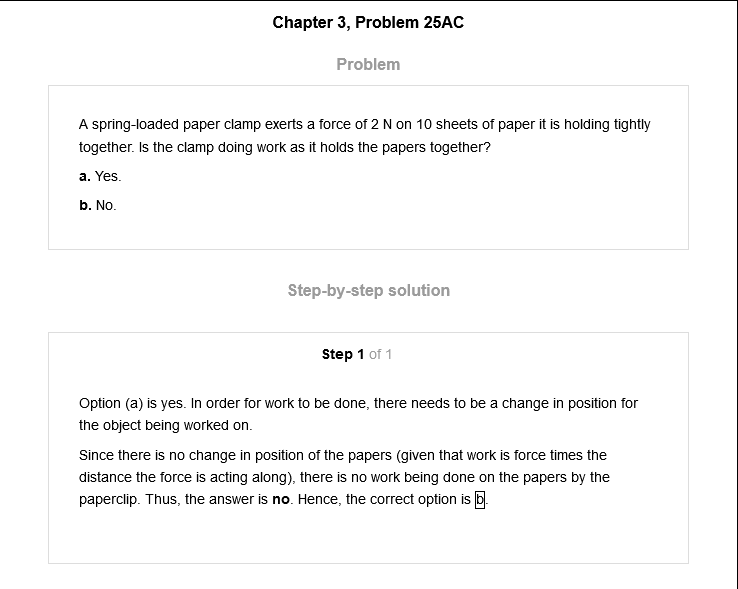 Chapter 3, Problem 25AC
Problem
A spring-loaded paper clamp exerts a force of 2 N on 10 sheets of paper it is holding tightly
together. Is the clamp doing work as it holds the papers together?
a. Yes.
b. No.
Step-by-step solution
Step 1 of 1
Option (a) is yes. In order for work to be done, there needs to be a change in position for
the object being worked on.
Since there is no change in position of the papers (given that work is force times the
distance the force is acting along), there is no work being done on the papers by the
paperclip. Thus, the answer is no. Hence, the correct option is b.